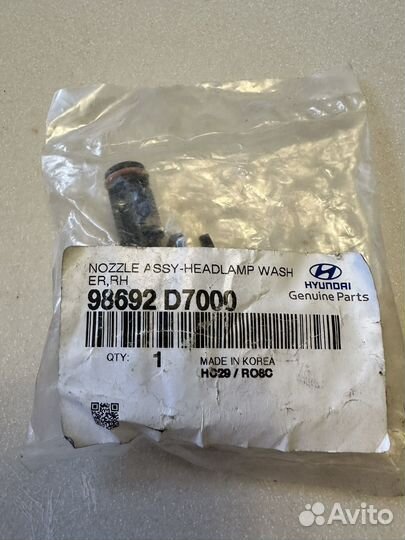 NOZZLE ASSY-HEADLAMP WASH
ER,RH
98692 D7000
HYUNDAI
Genuine Parts
QTY: 1
MADE IN KOREA
HC29 / RO8C
Avito